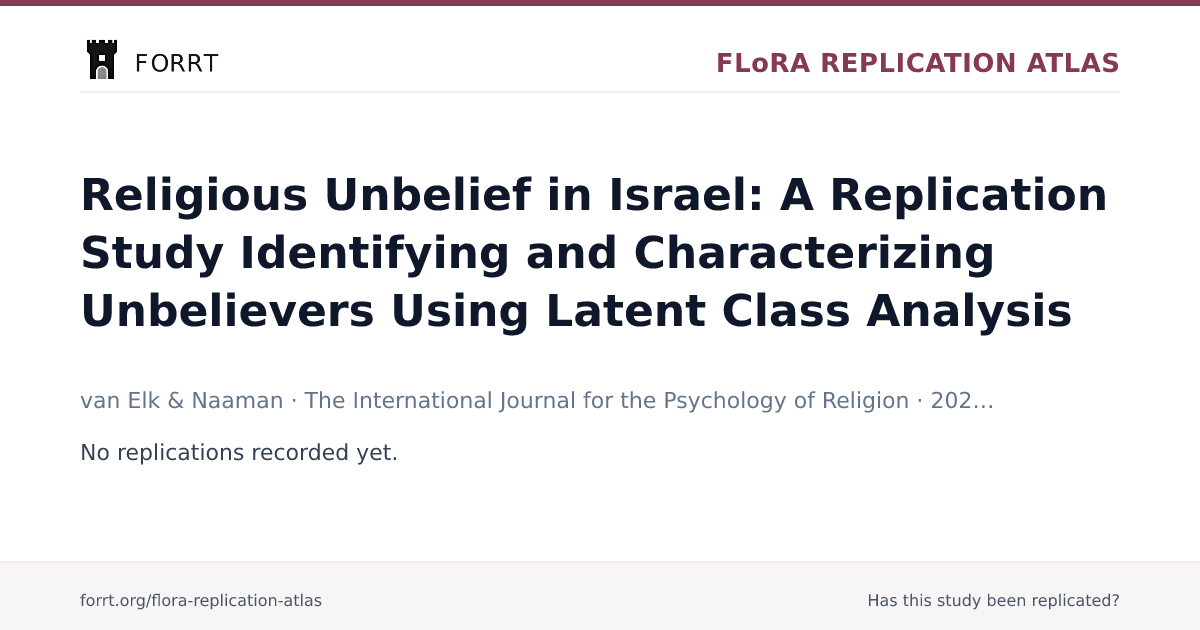 FORRT
FLoRA REPLICATION ATLAS
Religious Unbelief in Israel: A Replication
Study Identifying and Characterizing
Unbelievers Using Latent Class Analysis
van Elk & Naaman · The International Journal for the Psychology of Religion · 202…
No replications recorded yet.
forrt.org/flora-replication-atlas
Has this study been replicated?